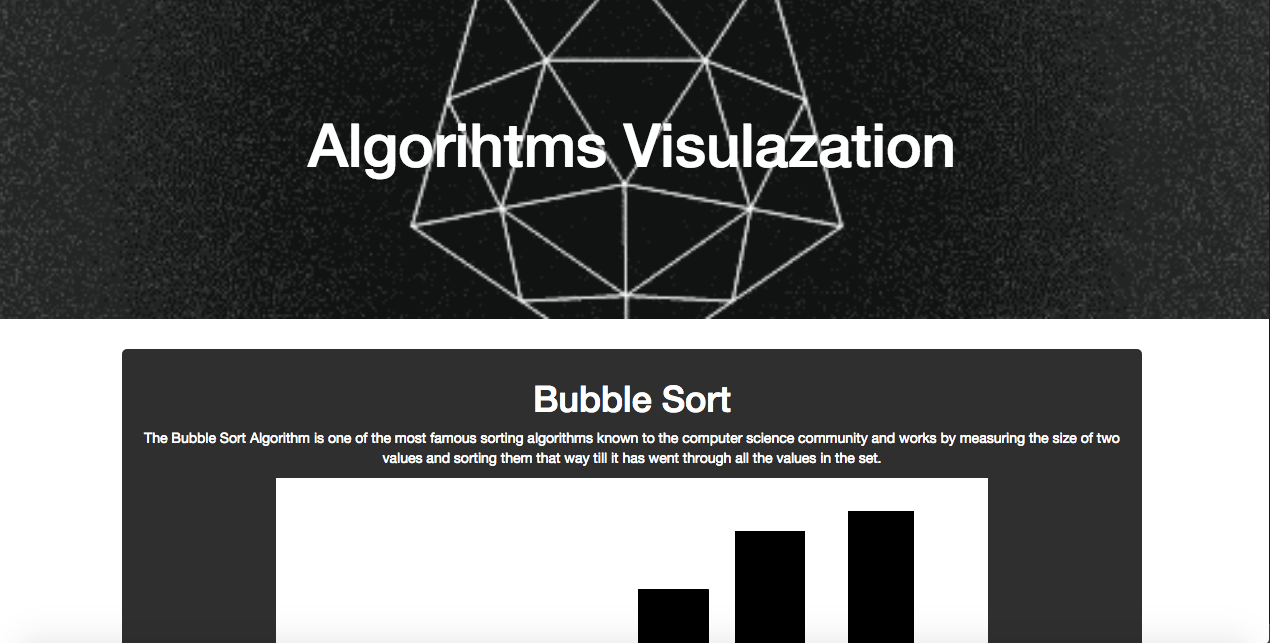 Algorihtms Visulazation
Bubble Sort
The Bubble Sort Algorithm is one of the most famous sorting algorithms known to the computer science community and works by measuring the size of two
values and sorting them that way till it has went through all the values in the set.